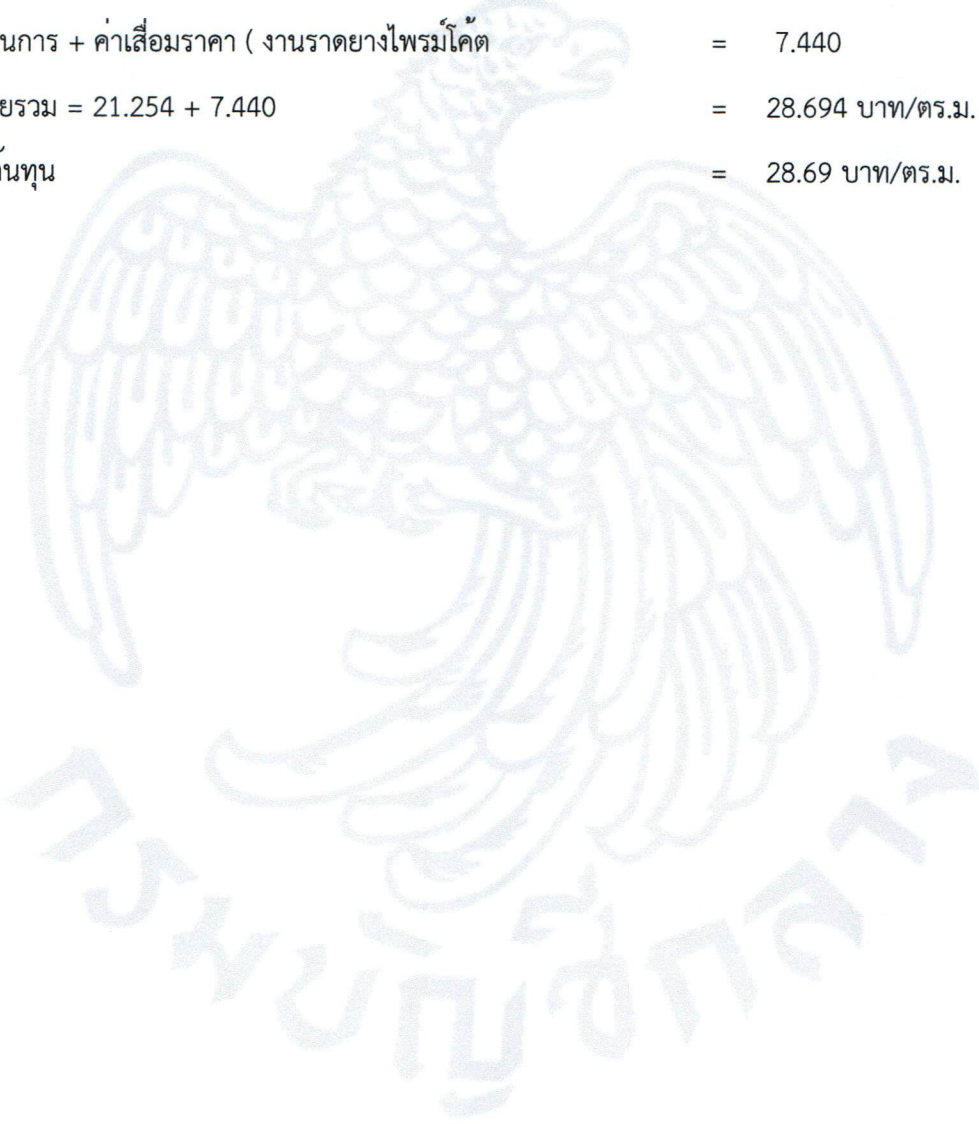 นการ + ค่าเสื่อมราคา ( งานราดยางไพรม์โค้ต = 7.440
ยรวม = 21.254 + 7.440 = 28.694 บาท/ตร.ม.
ต้นทุน = 28.69 บาท/ตร.ม.
กรมบัญชีกลาง